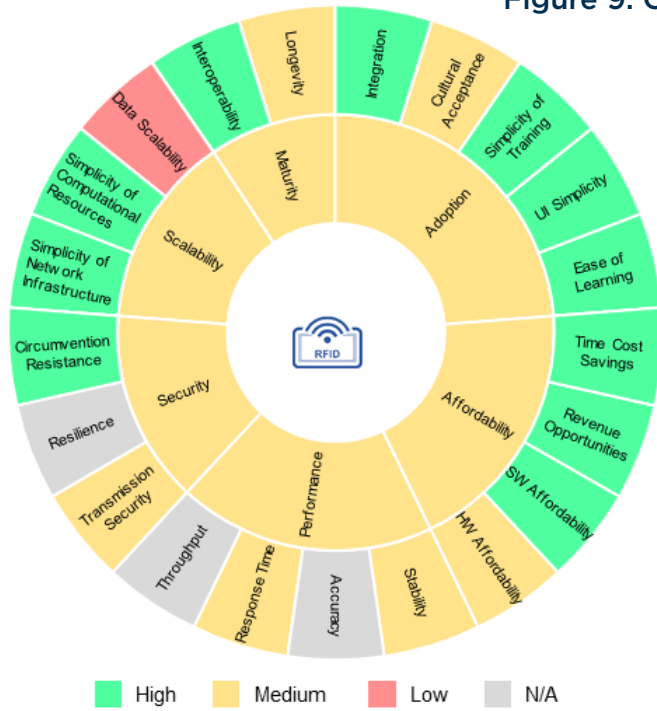 Figure 9. C
Integration
Cultural
Acceptance
Simplicity of
Training
UI Simplicity
Ease of
Learning
Time Cost
Savings
Revenue
Opportunities
SW Affordability
HW Affordability
Stability
Accuracy
Response Time
Throughput
Transmission
Security
Resilience
Circumvention
Resistance
Simplicity of
Network
Infrastructure
Simplicity of
Computational
Resources
Data Scalability
Interoperability
Longevity
Adoption
Affordability
Performance
Security
Scalability
Maturity
RFID
High
Medium
Low
N/A